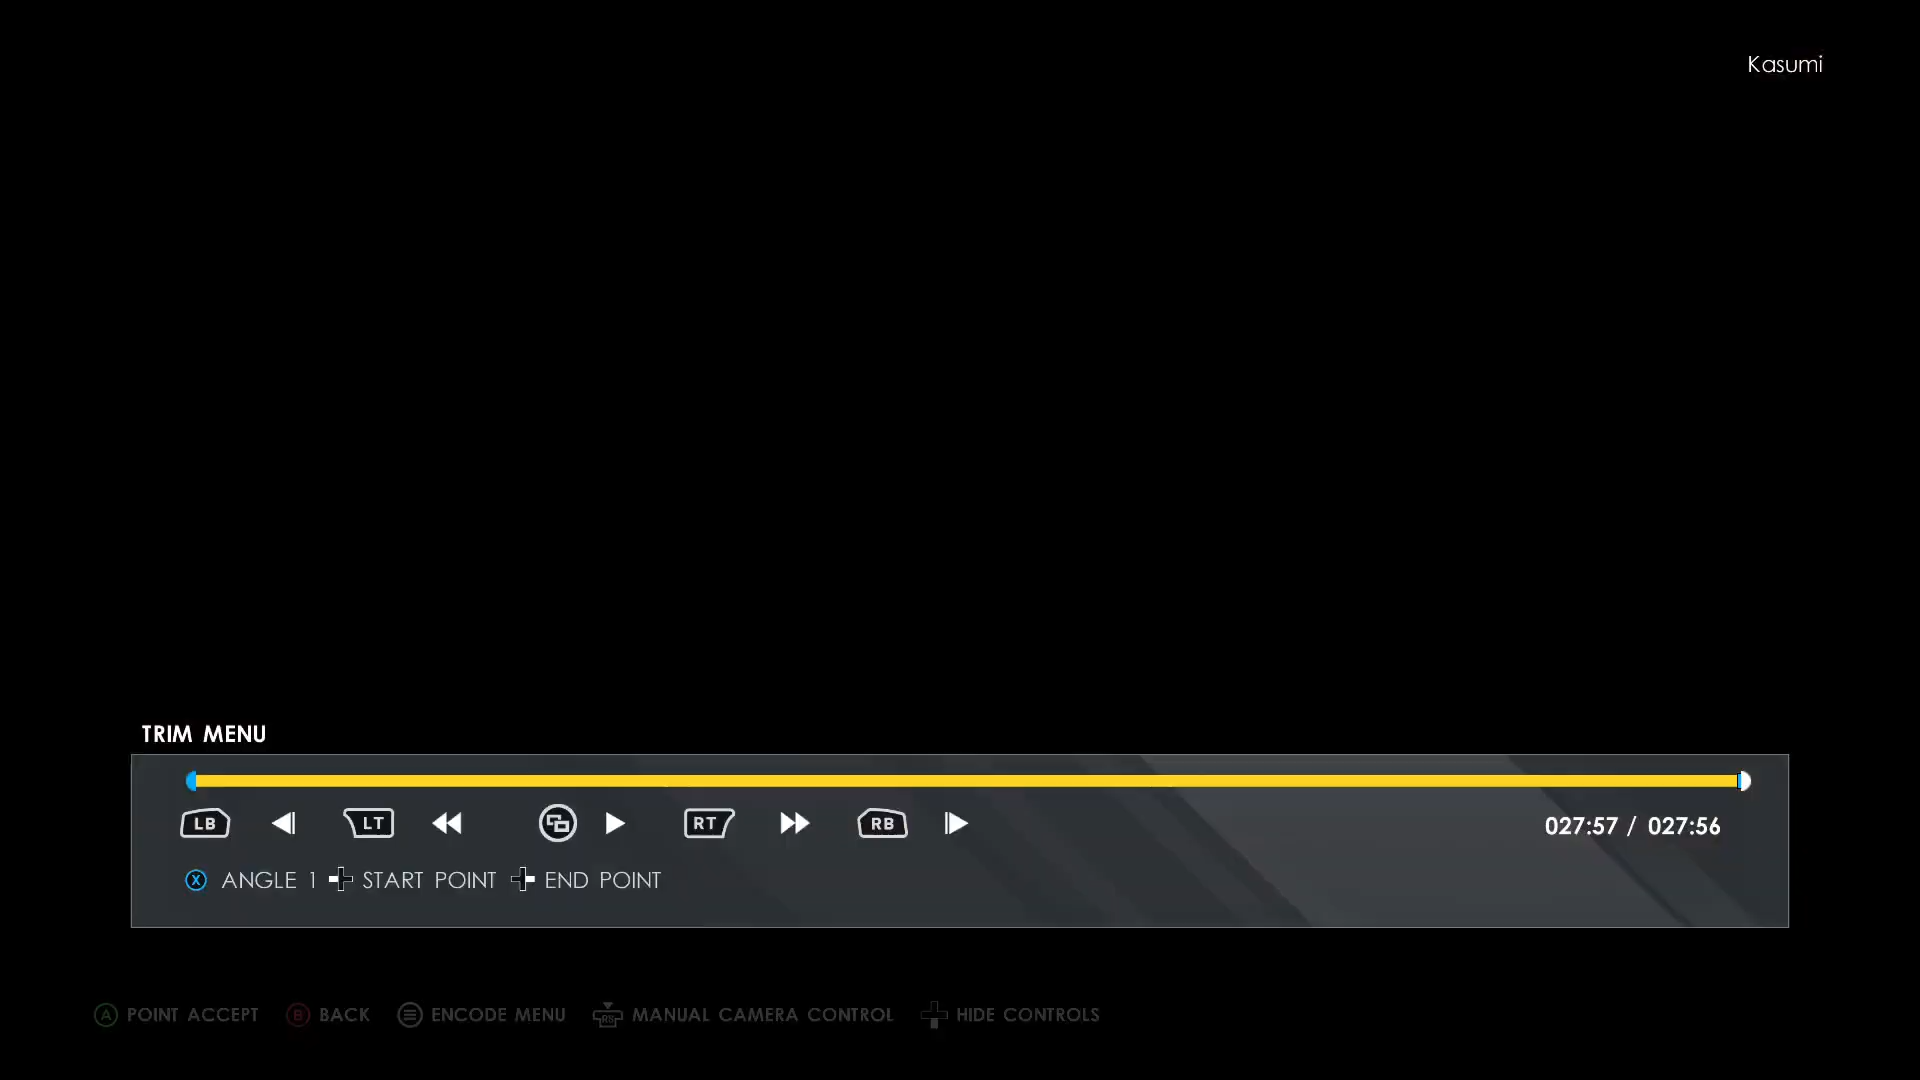 Kasumi
TRIM MENU
LB LT RT RB 027:57 / 027:56
X ANGLE 1 START POINT END POINT
A POINT ACCEPT B BACK ENCODE MENU RS MANUAL CAMERA CONTROL HIDE CONTROLS